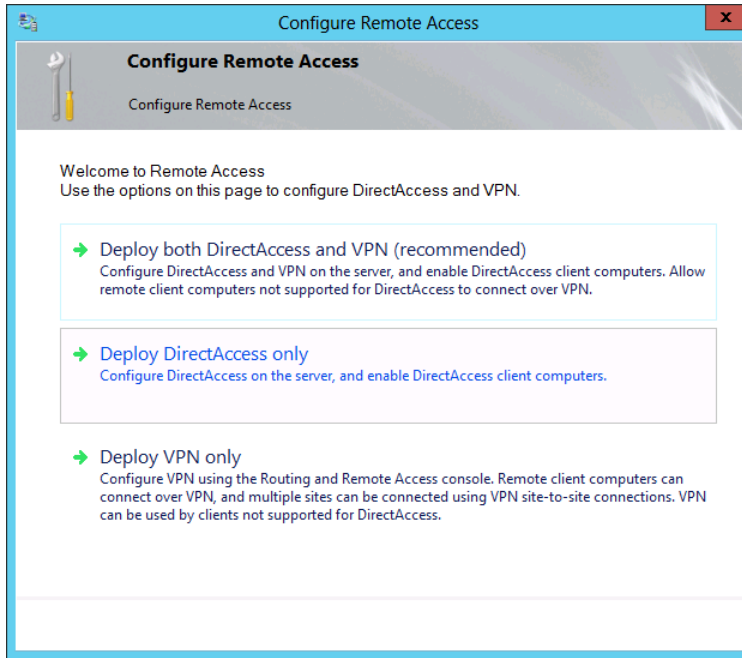 Configure Remote Access
x
Configure Remote Access
Configure Remote Access
Welcome to Remote Access
Use the options on this page to configure DirectAccess and VPN.
Deploy both DirectAccess and VPN (recommended)
Configure DirectAccess and VPN on the server, and enable DirectAccess client computers. Allow
remote client computers not supported for DirectAccess to connect over VPN.
Deploy DirectAccess only
Configure DirectAccess on the server, and enable DirectAccess client computers.
Deploy VPN only
Configure VPN using the Routing and Remote Access console. Remote client computers can
connect over VPN, and multiple sites can be connected using VPN site-to-site connections. VPN
can be used by clients not supported for DirectAccess.